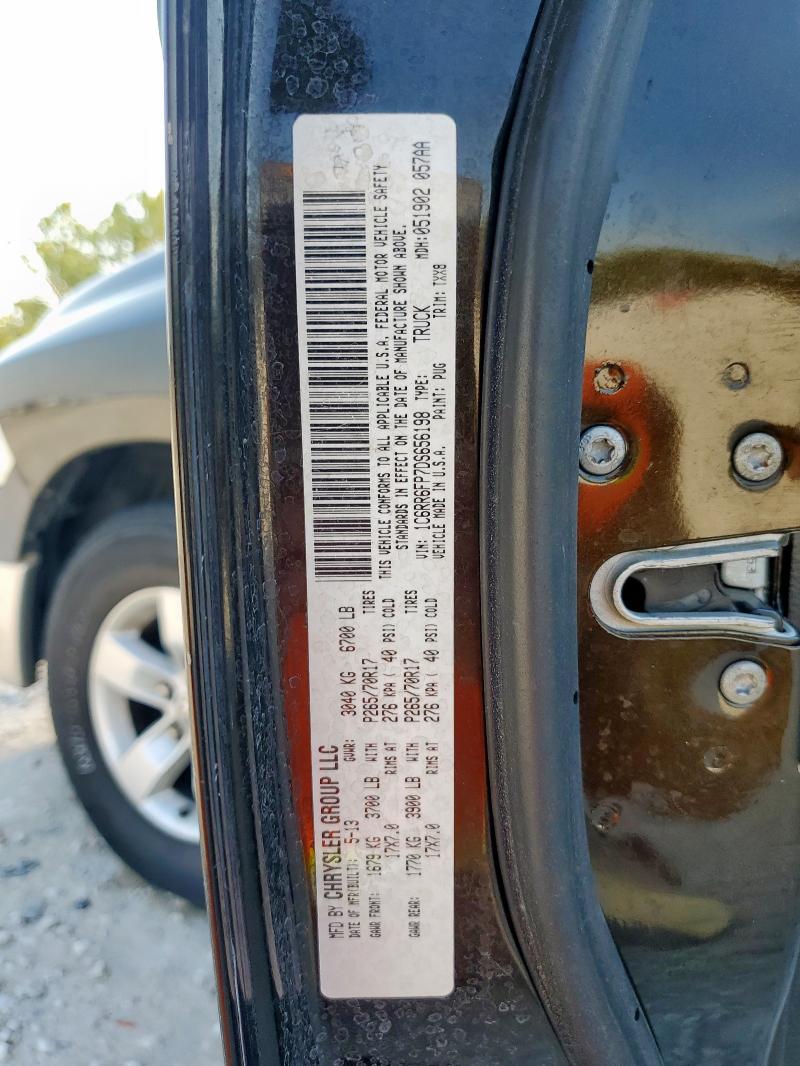 MFD BY CHRYSLER GROUP LLC
DATE OF MFR(BUILT): 5-13 GVWR: 3040 KG 6700 LB
GAWR FRONT: 1679 KG 3700 LB WITH P265/70R17 TIRES
17X7.0 RIMS AT 276 KPA ( 40 PSI) COLD
GAWR REAR: 1770 KG 3900 LB WITH P265/70R17 TIRES
17X7.0 RIMS AT 276 KPA ( 40 PSI) COLD
THIS VEHICLE CONFORMS TO ALL APPLICABLE U.S.A. FEDERAL MOTOR VEHICLE SAFETY
STANDARDS IN EFFECT ON THE DATE OF MANUFACTURE SHOWN ABOVE.
VIN: 1C6RR6FP7DS656198 TYPE: TRUCK MDH:051902 057AA
VEHICLE MADE IN U.S.A. PAINT: PUG TRIM: TXX8